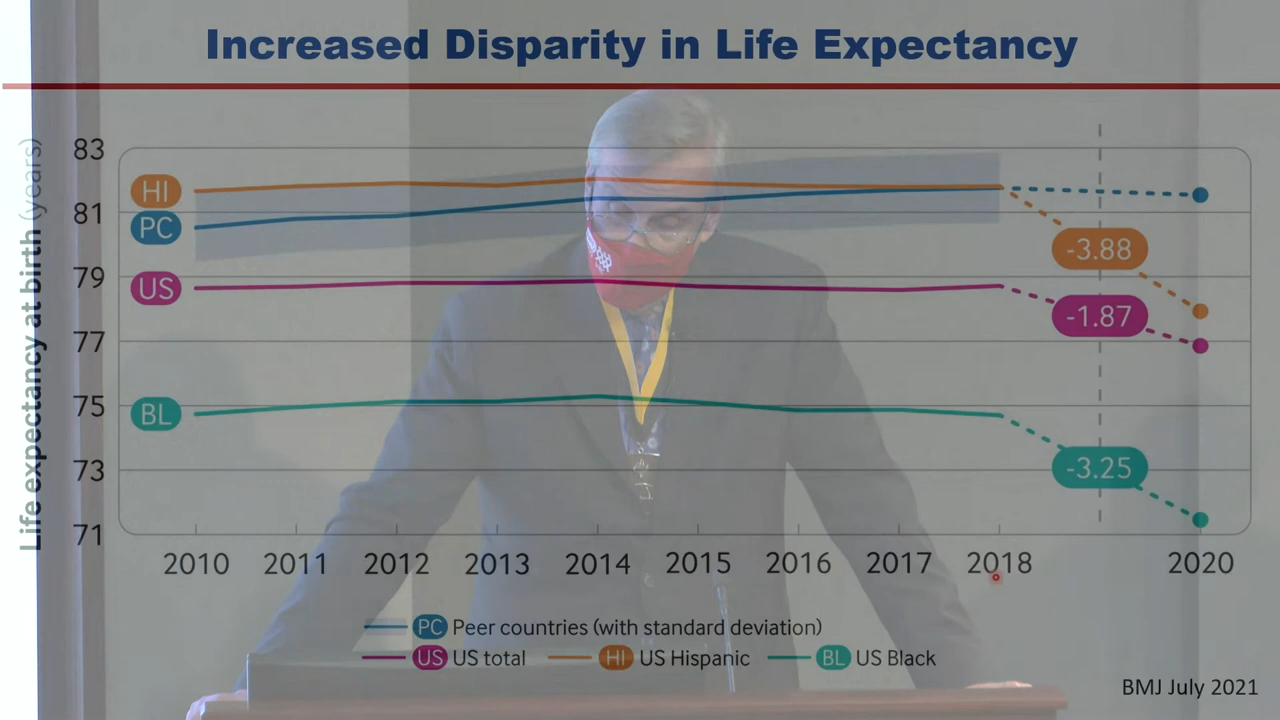 Increased Disparity in Life Expectancy
Life expectancy at birth (years)
83
81
79
77
75
73
71
HI
PC
US
BL
-3.88
-1.87
-3.25
2010 2011 2012 2013 2014 2015 2016 2017 2018 2020
PC Peer countries (with standard deviation)
US US total HI US Hispanic BL US Black
BMJ July 2021